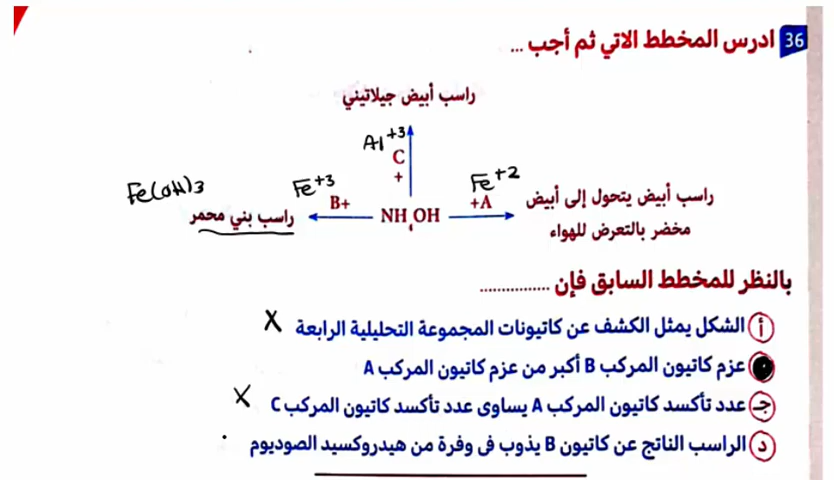 36 ادرس المخطط الاتي ثم أجب ...
راسب أبيض جيلاتيني
Al+3
C
+
Fe(OH)3
Fe+3
Fe+2
راسب بني محمر
B+
NH4OH
+A
راسب أبيض يتحول إلى أبيض
مخضر بالتعرض للهواء
بالنظر للمخطط السابق فإن ................
أ الشكل يمثل الكشف عن كاتيونات المجموعة التحليلية الرابعة X
عزم كاتيون المركب B أكبر من عزم كاتيون المركب A
جـ عدد تأكسد كاتيون المركب A يساوى عدد تأكسد كاتيون المركب C X
د الراسب الناتج عن كاتيون B يذوب فى وفرة من هيدروكسيد الصوديوم